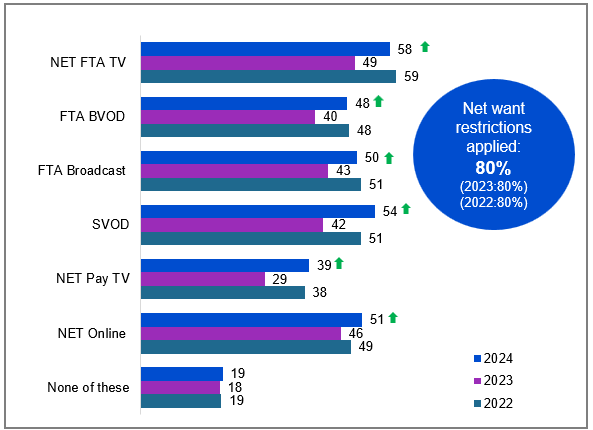 NET FTA TV
58
49
59
FTA BVOD
48
40
48
FTA Broadcast
50
43
51
SVOD
54
42
51
NET Pay TV
39
29
38
NET Online
51
46
49
None of these
19
18
19
Net want
restrictions
applied:
80%
(2023:80%)
(2022:80%)
2024
2023
2022